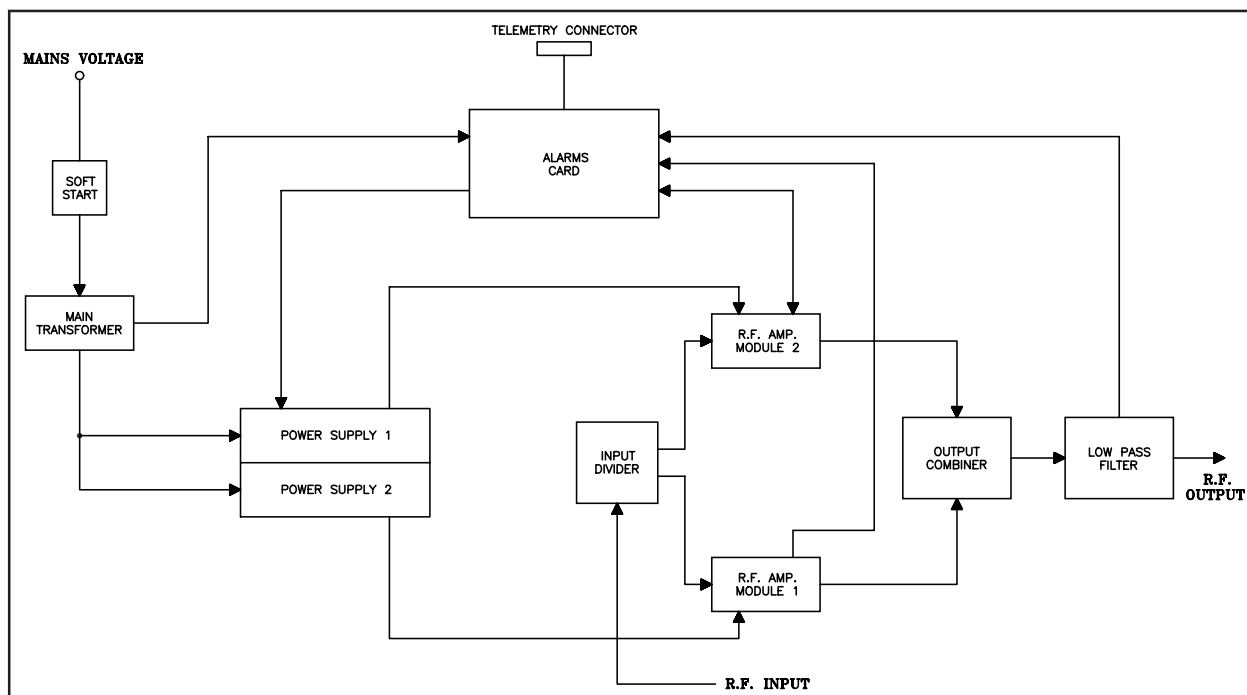 TELEMETRY CONNECTOR
MAINS VOLTAGE
ALARMS
CARD
SOFT
START
MAIN
TRANSFORMER
R.F. AMP.
MODULE 2
POWER SUPPLY 1
POWER SUPPLY 2
INPUT
DIVIDER
OUTPUT
COMBINER
LOW PASS
FILTER
R.F.
OUTPUT
R.F. AMP.
MODULE 1
R.F. INPUT